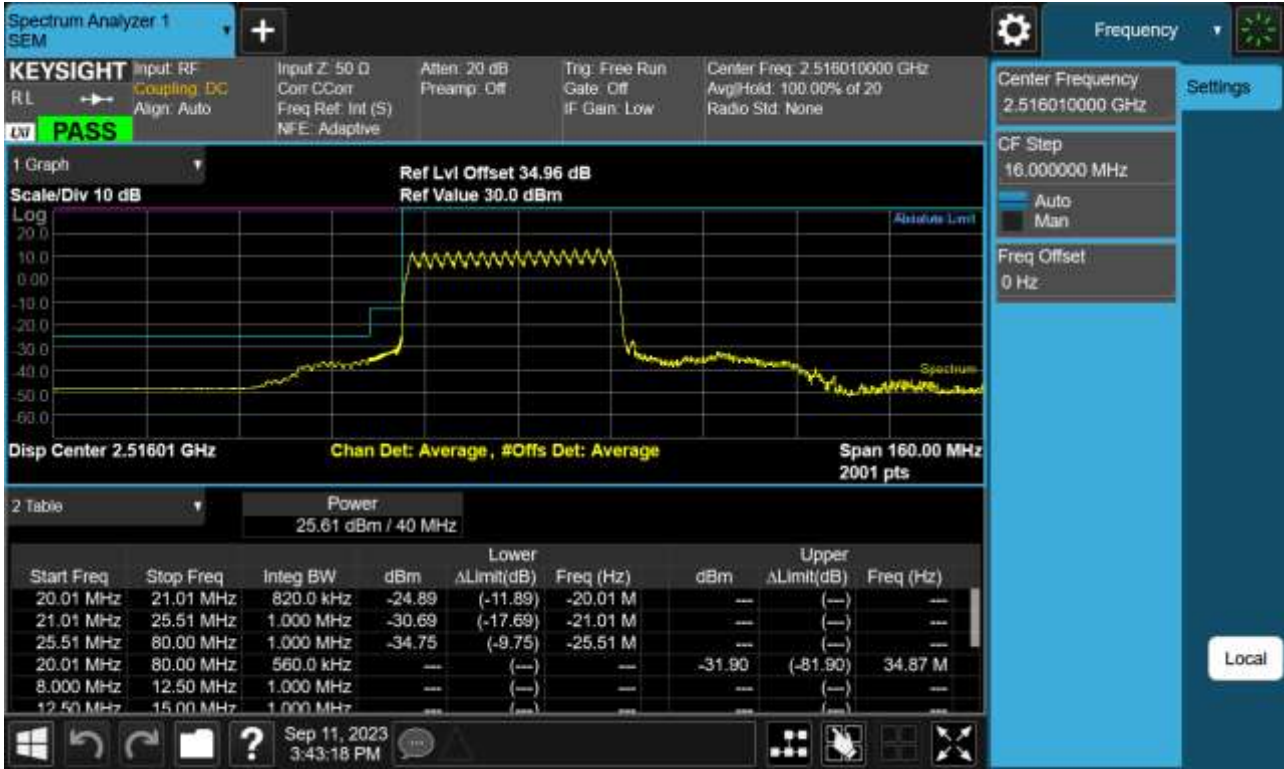 Spectrum Analyzer 1
SEM
+
Frequency
KEYSIGHT
RL
LXI
PASS
Input: RF
Coupling: DC
Align: Auto
Input Z: 50 Ω
Corr CCorr
Freq Ref: Int (S)
NFE: Adaptive
Atten: 20 dB
Preamp: Off
Trig: Free Run
Gate: Off
IF Gain: Low
Center Freq: 2.516010000 GHz
Avg|Hold: 100.00% of 20
Radio Std: None
Center Frequency
2.516010000 GHz
Settings
CF Step
16.000000 MHz
Auto
Man
Freq Offset
0 Hz
Local
1 Graph
Scale/Div 10 dB
Ref Lvl Offset 34.96 dB
Ref Value 30.0 dBm
Log
Absolute Limit
20.0
10.0
0.00
-10.0
-20.0
-30.0
-40.0
-50.0
-60.0
Spectrum
Disp Center 2.51601 GHz
Chan Det: Average, #Offs Det: Average
Span 160.00 MHz
2001 pts
2 Table
Power
25.61 dBm / 40 MHz
Lower Upper
Start Freq Stop Freq Integ BW dBm ΔLimit(dB) Freq (Hz) dBm ΔLimit(dB) Freq (Hz)
20.01 MHz 21.01 MHz 820.0 kHz -24.89 (-11.89) -20.01 M --- (---) ---
21.01 MHz 25.51 MHz 1.000 MHz -30.69 (-17.69) -21.01 M --- (---) ---
25.51 MHz 80.00 MHz 1.000 MHz -34.75 (-9.75) -25.51 M --- (---) ---
20.01 MHz 80.00 MHz 560.0 kHz --- (---) --- -31.90 (-81.90) 34.87 M
8.000 MHz 12.50 MHz 1.000 MHz --- (---) --- --- (---) ---
12.50 MHz 15.00 MHz 1.000 MHz --- (---) --- --- (---) ---
?
Sep 11, 2023
3:43:18 PM